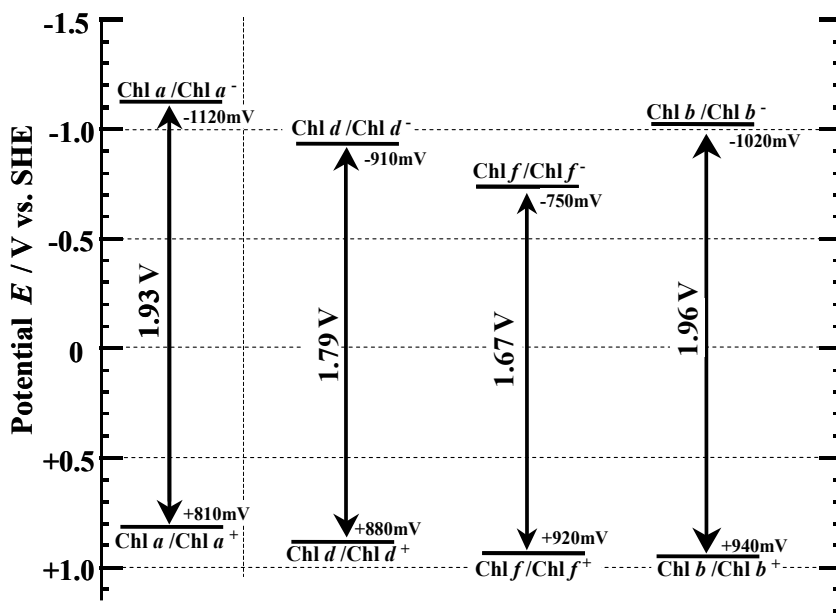 Potential E / V vs. SHE
-1.5
-1.0
-0.5
0
+0.5
+1.0
Chl a /Chl a -
-1120mV
1.93 V
+810mV
Chl a /Chl a +
Chl d /Chl d -
-910mV
1.79 V
+880mV
Chl d /Chl d +
Chl f /Chl f -
-750mV
1.67 V
+920mV
Chl f /Chl f +
Chl b /Chl b -
-1020mV
1.96 V
+940mV
Chl b /Chl b +